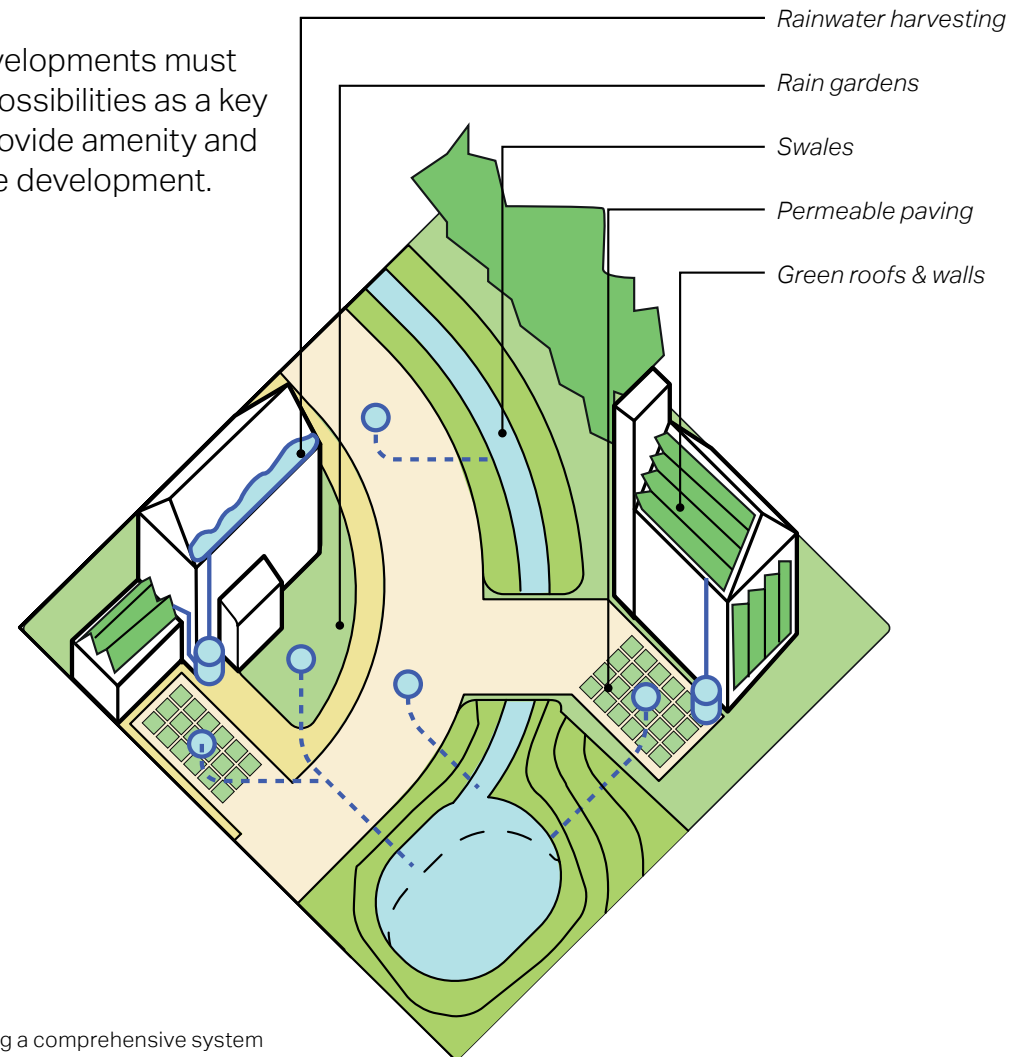 velopments must
ossibilities as a key
ovide amenity and
e development.
Rainwater harvesting
Rain gardens
Swales
Permeable paving
Green roofs & walls
g a comprehensive system